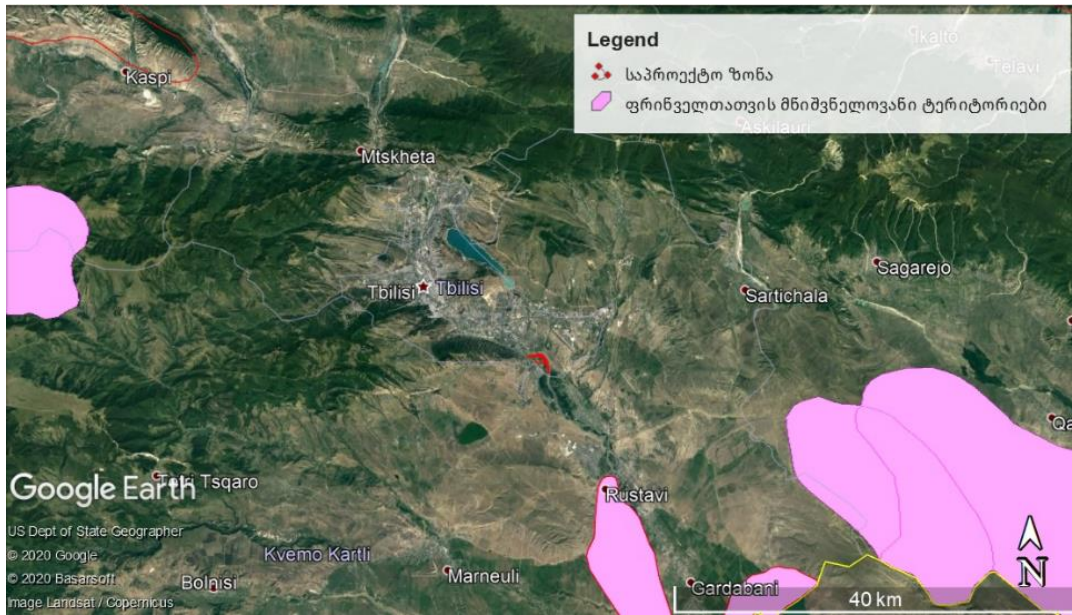 Legend
საპროექტო ზონა
ფრინველთათვის მნიშვნელოვანი ტერიტორიები
Ikalto
Telavi
Kaspi
Askilauri
Mtskheta
Sagarejo
Tbilisi
Tbilisi
Sartichala
Qa
Tetri Tsqaro
Google Earth
Rustavi
US Dept of State Geographer
© 2020 Google
Kvemo Kartli
© 2020 Basarsoft
Marneuli
Bolnisi
Gardabani
40 km
N
Image Landsat / Copernicus